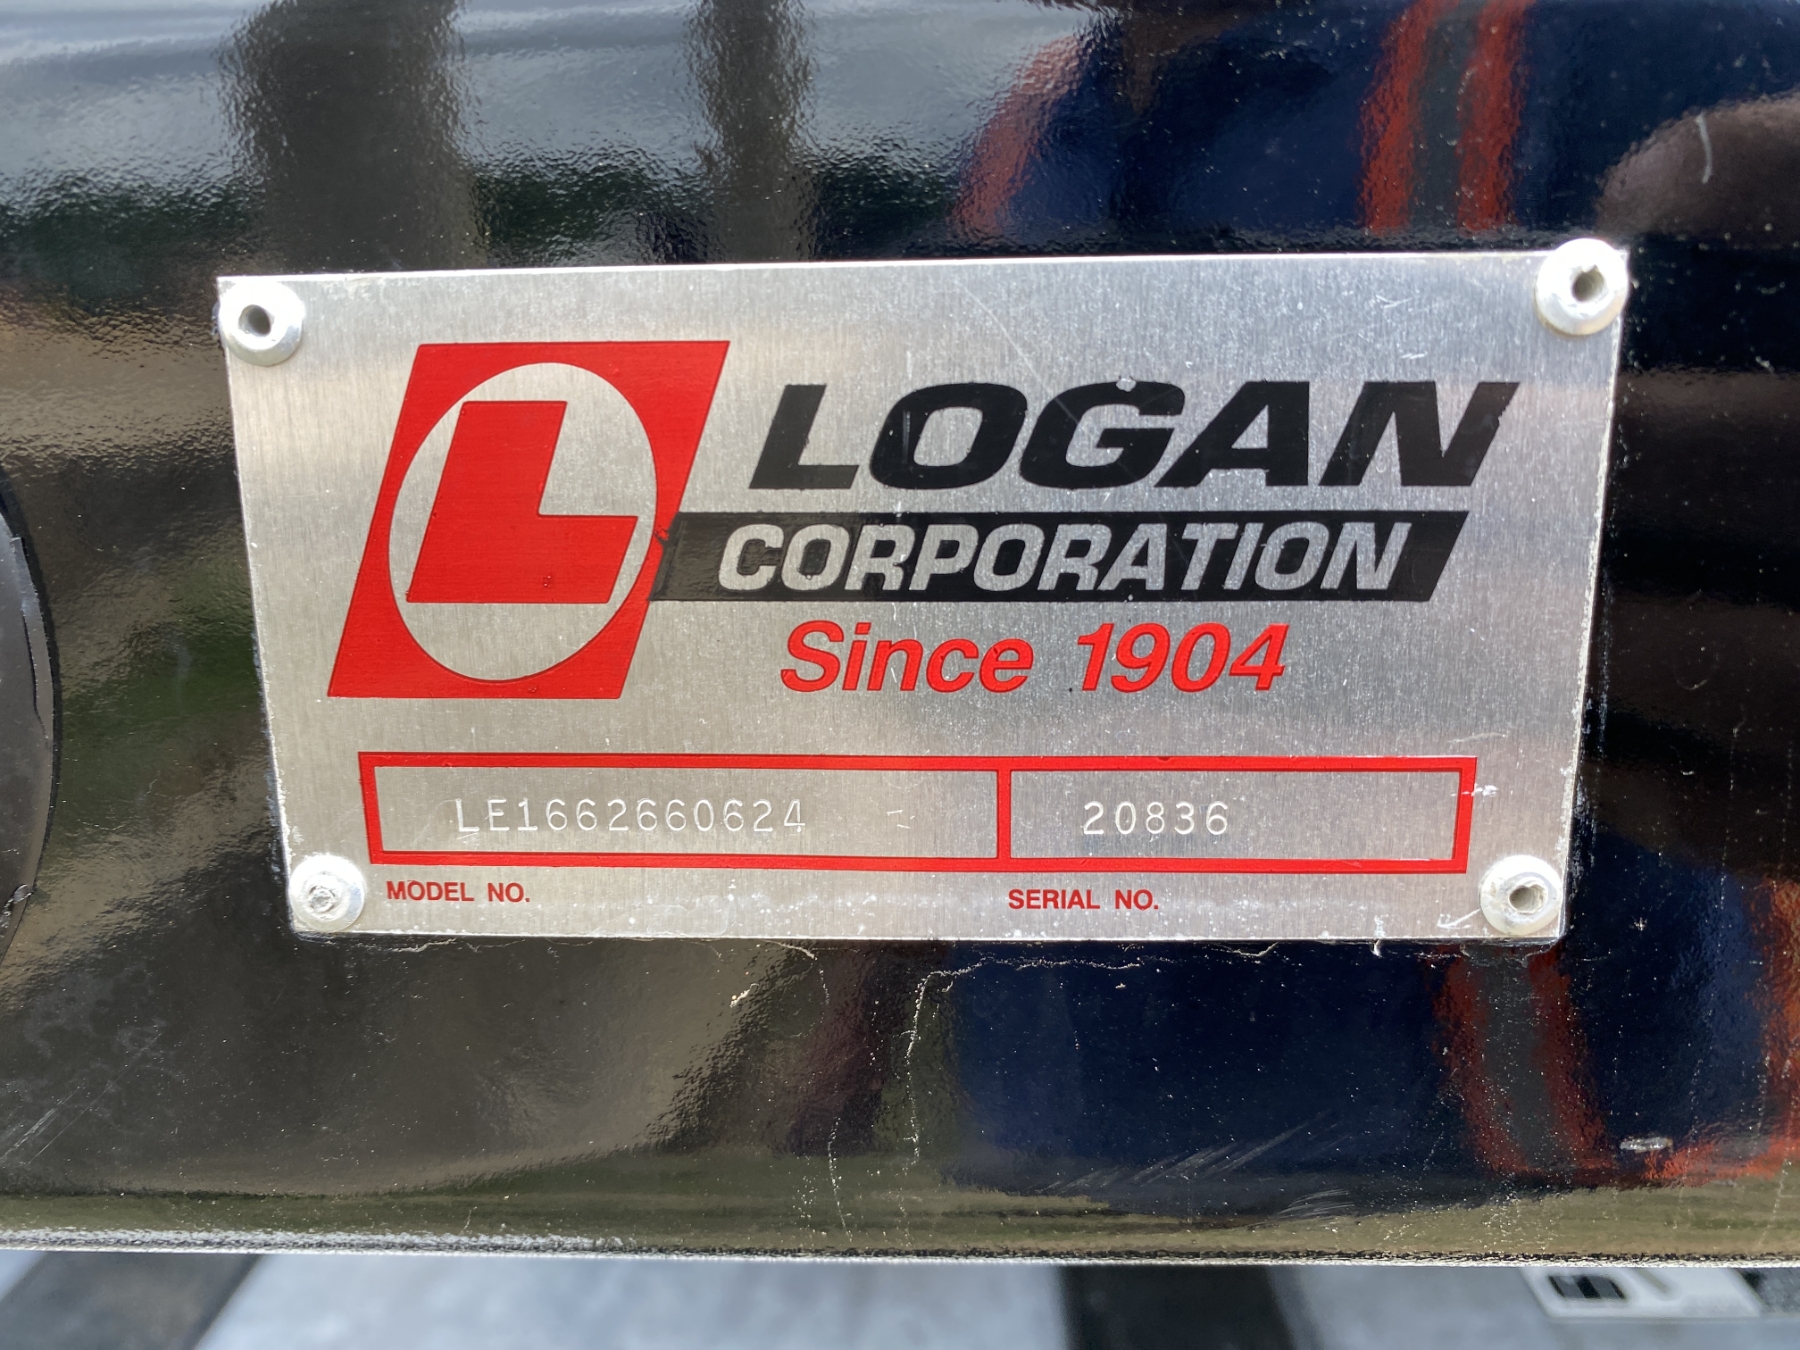 L
LOGAN
CORPORATION
Since 1904
LE1662660624
20836
MODEL NO.
SERIAL NO.